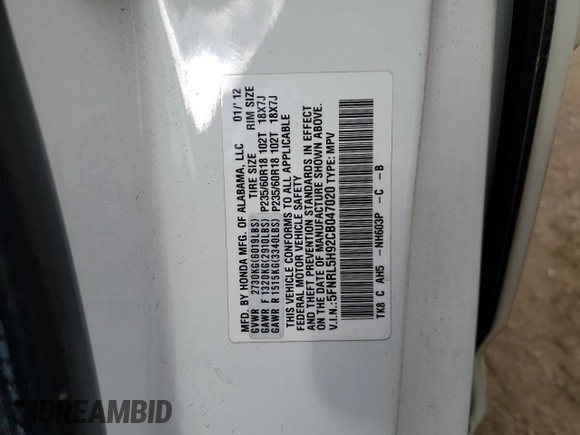 MFD. BY HONDA MFG. OF ALABAMA, LLC 01/'12
TIRE SIZE RIM SIZE
GVWR 2730KG(6019LBS)
GAWR F 1320KG(2910LBS) P235/60R18 102T 18X7J
GAWR R 1515KG(3340LBS) P235/60R18 102T 18X7J
THIS VEHICLE CONFORMS TO ALL APPLICABLE
FEDERAL MOTOR VEHICLE SAFETY
AND THEFT PREVENTION STANDARDS IN EFFECT
ON THE DATE OF MANUFACTURE SHOWN ABOVE.
V.I.N.:5FNRL5H92CB047020 TYPE: MPV
TK8 C AH5 -NH603P -C -B
DREAMBID